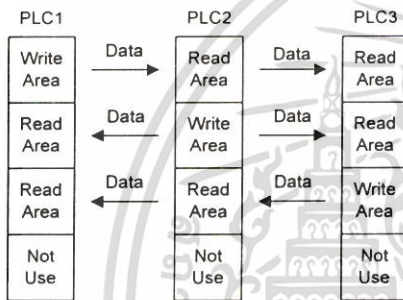 PLC1 PLC2 PLC3
Write Area Data Read Area Data Read Area
Read Area Data Write Area Data Read Area
Read Area Data Read Area Data Write Area
Not Use Not Use Not Use